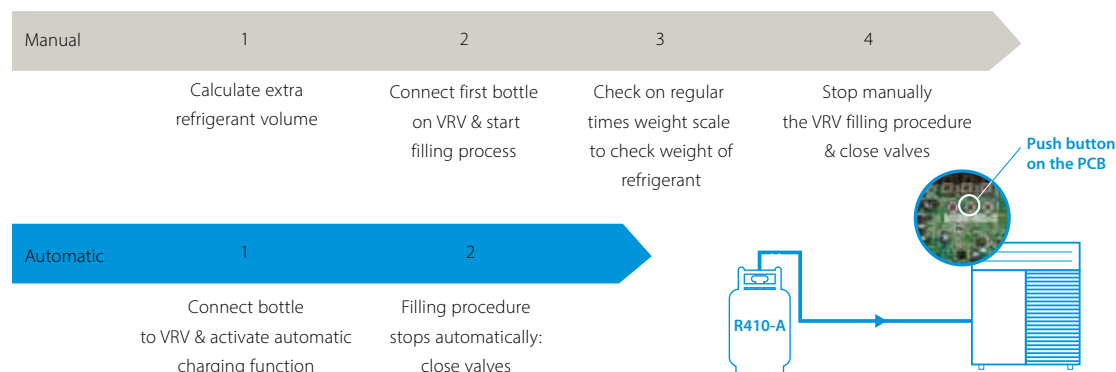 Manual 1 2 3 4
Calculate extra
refrigerant volume
Connect first bottle
on VRV & start
filling process
Check on regular
times weight scale
to check weight of
refrigerant
Stop manually
the VRV filling procedure
& close valves
Push button
on the PCB
Automatic 1 2
Connect bottle
to VRV & activate automatic
charging function
Filling procedure
stops automatically:
close valves
R410-A